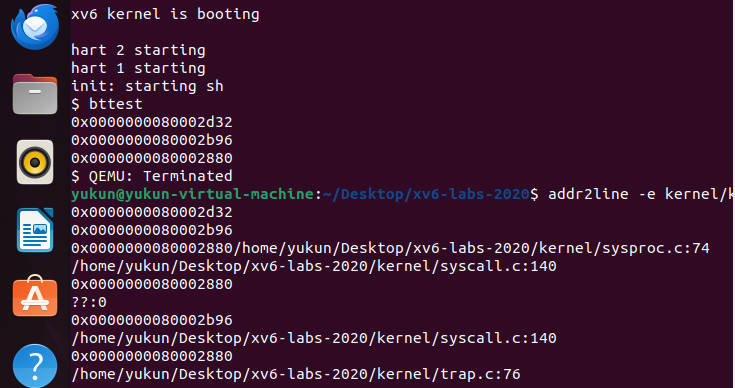 xv6 kernel is booting
hart 2 starting
hart 1 starting
init: starting sh
$ bttest
0x0000000080002d32
0x0000000080002b96
0x0000000080002880
$ QEMU: Terminated
yukun@yukun-virtual-machine:~/Desktop/xv6-labs-2020$ addr2line -e kernel/k
0x0000000080002d32
0x0000000080002b96
0x0000000080002880/home/yukun/Desktop/xv6-labs-2020/kernel/sysproc.c:74
/home/yukun/Desktop/xv6-labs-2020/kernel/syscall.c:140
0x0000000080002880
??:0
0x0000000080002b96
/home/yukun/Desktop/xv6-labs-2020/kernel/syscall.c:140
0x0000000080002880
/home/yukun/Desktop/xv6-labs-2020/kernel/trap.c:76